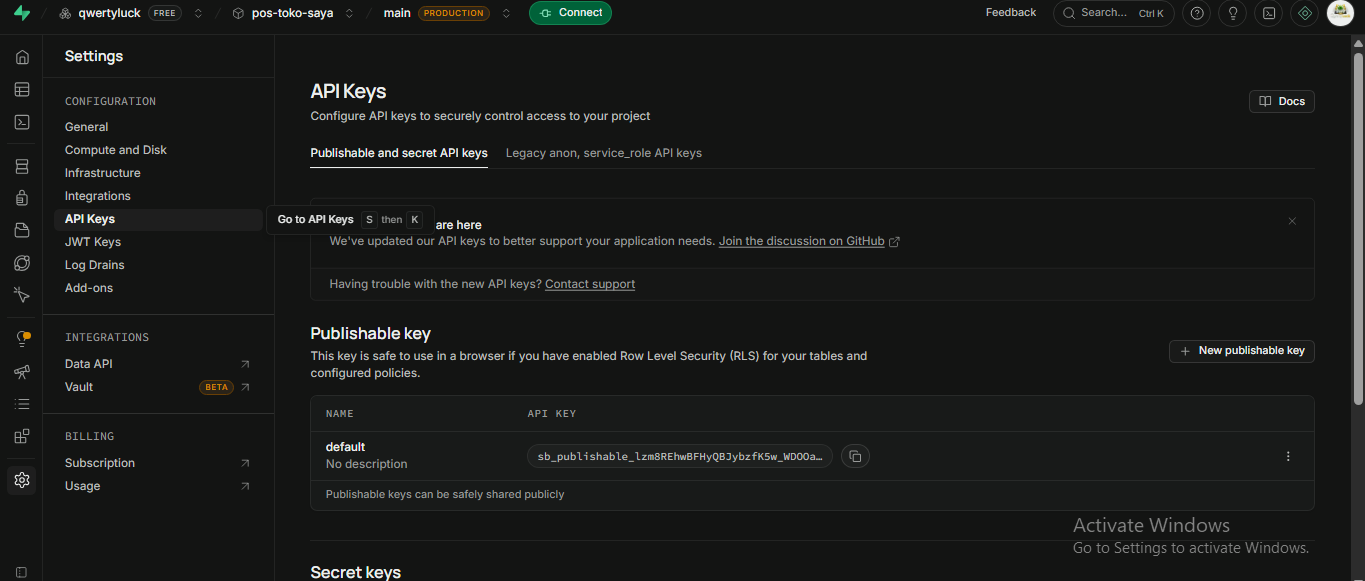 qwertyluck FREE pos-toko-saya main PRODUCTION Connect Feedback Search... Ctrl K
Settings
CONFIGURATION
General
Compute and Disk
Infrastructure
Integrations
API Keys
JWT Keys
Log Drains
Add-ons
INTEGRATIONS
Data API
Vault BETA
BILLING
Subscription
Usage
Go to API Keys S then K
API Keys
Configure API keys to securely control access to your project
Docs
Publishable and secret API keys Legacy anon, service_role API keys
are here
We've updated our API keys to better support your application needs. Join the discussion on GitHub
Having trouble with the new API keys? Contact support
Publishable key
This key is safe to use in a browser if you have enabled Row Level Security (RLS) for your tables and
configured policies.
New publishable key
NAME API KEY
default
No description
sb_publishable_lzm8REhwBFHyQBJybzfK5w_WDOOa…
Publishable keys can be safely shared publicly
Secret keys
Activate Windows
Go to Settings to activate Windows.